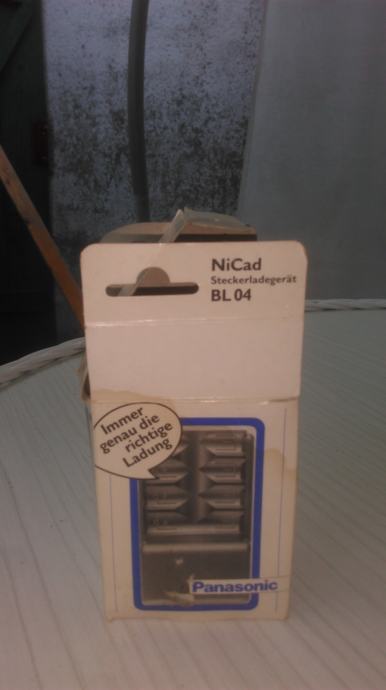 NiCad
Steckerladegerät
BL 04
Immer
genau die
richtige
Ladung
Panasonic